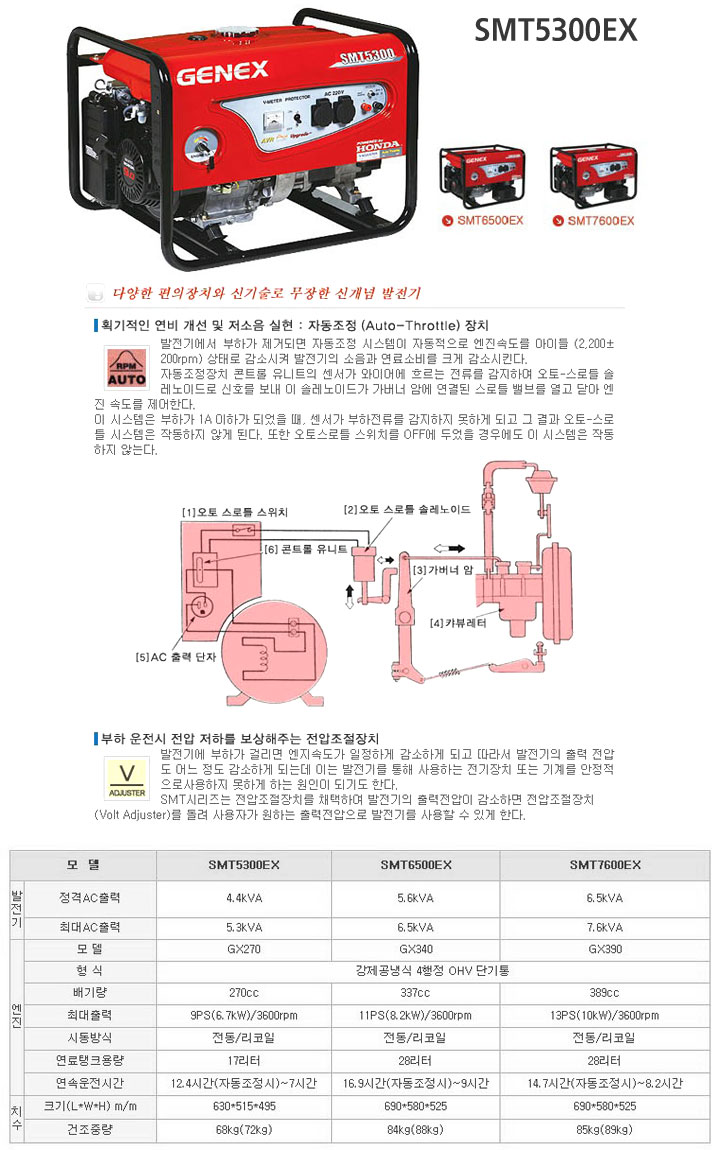 SMT5300EX
GENEX
SMT5300
V-METER PROTECTOR
AC 220V
POWERED by
HONDA
SMT6500EX
SMT7600EX
다양한 편의장치와 신기술로 무장한 신개념 발전기
획기적인 연비 개선 및 저소음 실현 : 자동조정 (Auto-Throttle) 장치
RPM
AUTO
발전기에서 부하가 제거되면 자동조정 시스템이 자동적으로 엔진속도를 아이들 (2,200±
200rpm) 상태로 감소시켜 발전기의 소음과 연료소비를 크게 감소시킨다.
자동조정장치 콘트롤 유니트의 센서가 와이어에 흐르는 전류를 감지하여 오토-스로틀 솔
레노이드로 신호를 보내 이 솔레노이드가 가버너 암에 연결된 스로틀 밸브를 열고 닫아 엔
진 속도를 제어한다.
이 시스템은 부하가 1A 이하가 되었을 때, 센서가 부하전류를 감지하지 못하게 되고 그 결과 오토-스로
틀 시스템은 작동하지 않게 된다. 또한 오토스로틀 스위치를 OFF에 두었을 경우에도 이 시스템은 작동
하지 않는다.
[1]오토 스로틀 스위치
[2]오토 스로틀 솔레노이드
[6] 콘트롤 유니트
[3]가버너 암
[4]카뷰레터
[5]AC 출력 단자
부하 운전시 전압 저하를 보상해주는 전압조절장치
V
ADJUSTER
발전기에 부하가 걸리면 엔지속도가 일정하게 감소하게 되고 따라서 발전기의 출력 전압
도 어느 정도 감소하게 되는데 이는 발전기를 통해 사용하는 전기장치 또는 기계를 안정적
으로사용하지 못하게 하는 원인이 되기도 한다.
SMT시리즈는 전압조절장치를 채택하여 발전기의 출력전압이 감소하면 전압조절장치
(Volt Adjuster)를 돌려 사용자가 원하는 출력전압으로 발전기를 사용할 수 있게 한다.
모 델 SMT5300EX SMT6500EX SMT7600EX
발전기 정격AC출력 4.4kVA 5.6kVA 6.5kVA
최대AC출력 5.3kVA 6.5kVA 7.6kVA
엔진 모 델 GX270 GX340 GX390
형 식 강제공냉식 4행정 OHV 단기통
배기량 270cc 337cc 389cc
최대출력 9PS(6.7kW)/3600rpm 11PS(8.2kW)/3600rpm 13PS(10kW)/3600rpm
시동방식 전동/리코일 전동/리코일 전동/리코일
연료탱크용량 17리터 28리터 28리터
연속운전시간 12.4시간(자동조정시)~7시간 16.9시간(자동조정시)~9시간 14.7시간(자동조정시)~8.2시간
치수 크기(L*W*H) m/m 630*515*495 690*580*525 690*580*525
건조중량 68kg(72kg) 84kg(88kg) 85kg(89kg)